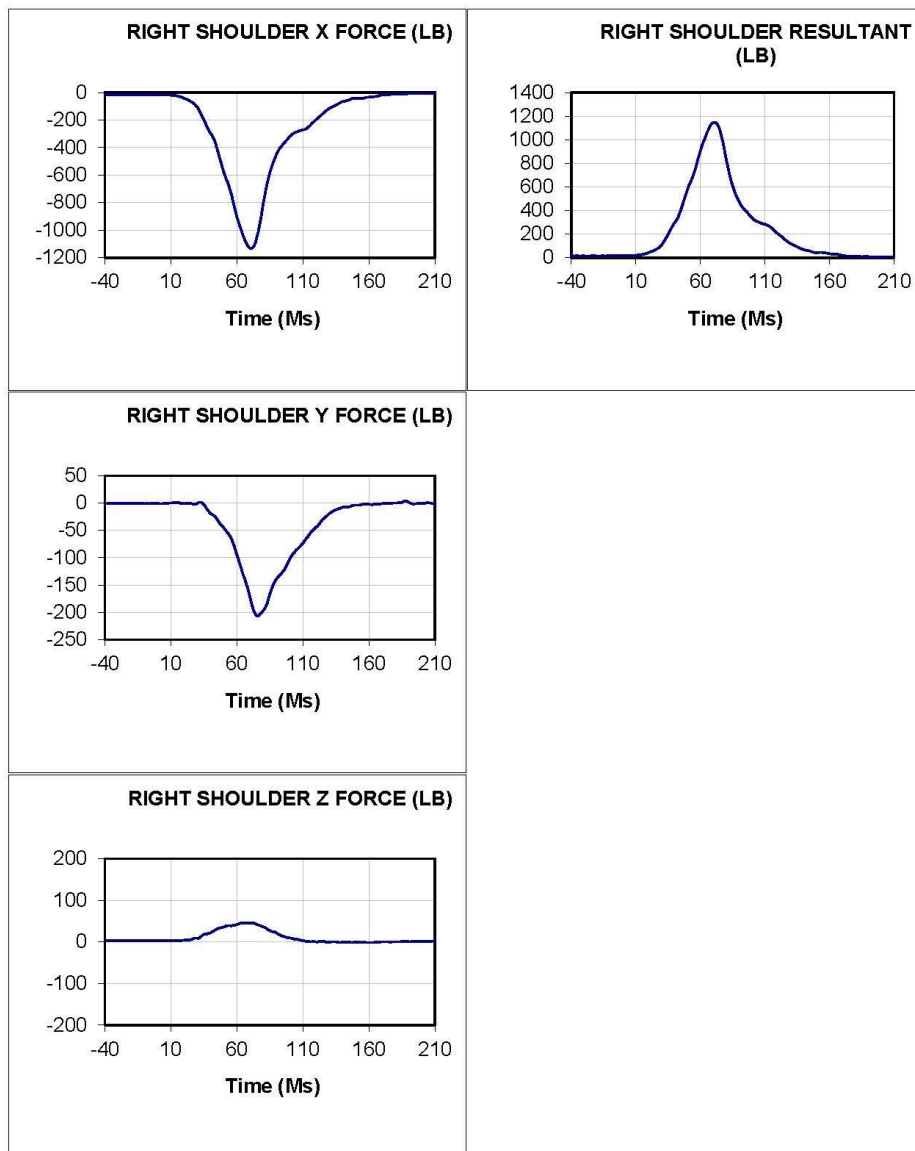 RIGHT SHOULDER X FORCE (LB)
0
-200
-400
-600
-800
-1000
-1200
-40 10 60 110 160 210
Time (Ms)
RIGHT SHOULDER RESULTANT
(LB)
1400
1200
1000
800
600
400
200
0
-40 10 60 110 160 210
Time (Ms)
RIGHT SHOULDER Y FORCE (LB)
50
0
-50
-100
-150
-200
-250
-40 10 60 110 160 210
Time (Ms)
RIGHT SHOULDER Z FORCE (LB)
200
100
0
-100
-200
-40 10 60 110 160 210
Time (Ms)